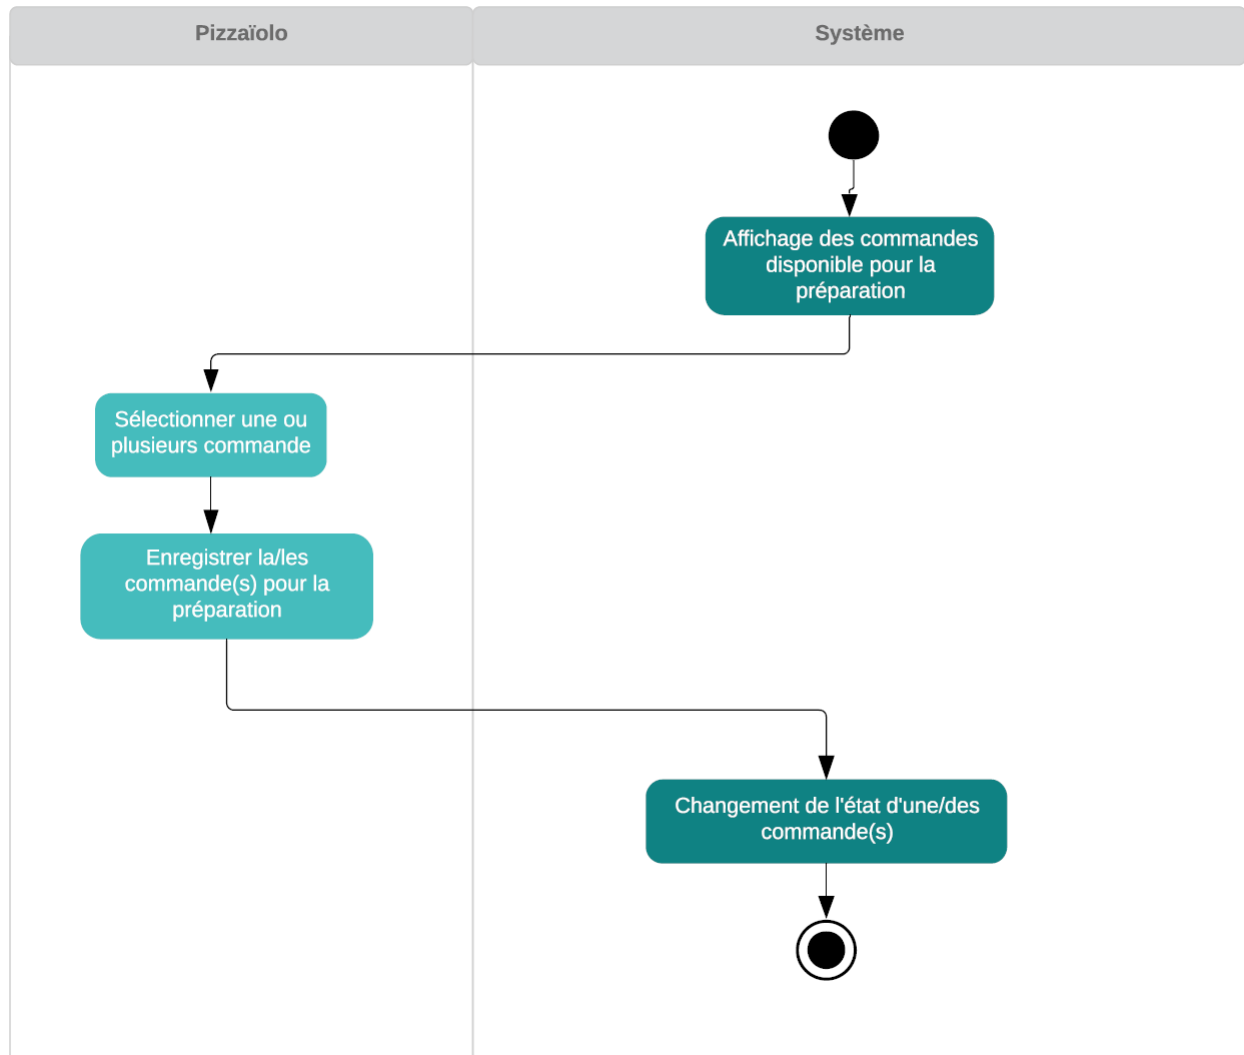 Pizzaïolo
Système
Affichage des commandes
disponible pour la
préparation
Sélectionner une ou
plusieurs commande
Enregistrer la/les
commande(s) pour la
préparation
Changement de l'état d'une/des
commande(s)